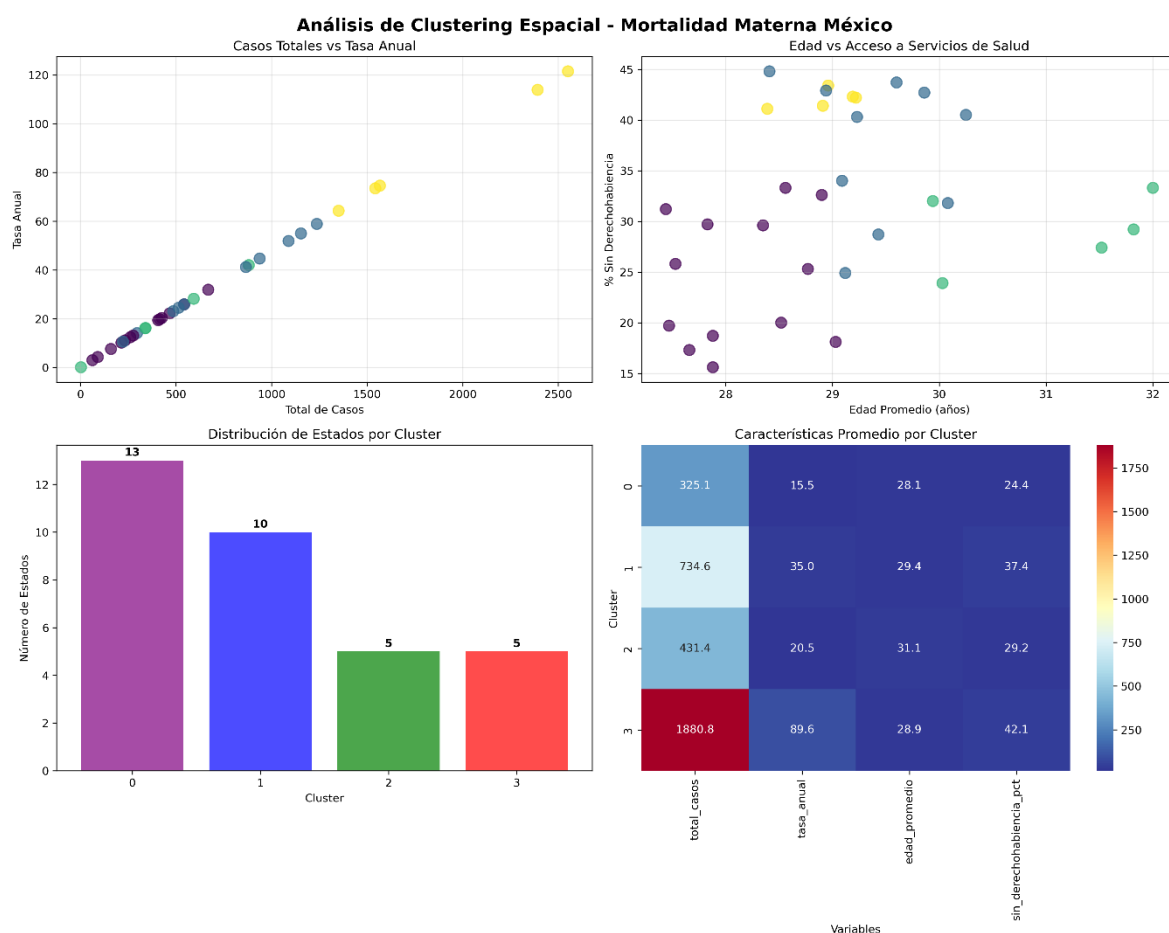 Análisis de Clustering Espacial - Mortalidad Materna México
Casos Totales vs Tasa Anual
120
100
80
60
40
20
0
Tasa Anual
0 500 1000 1500 2000 2500
Total de Casos
Edad vs Acceso a Servicios de Salud
45
40
35
30
25
20
15
% Sin Derechohabiencia
28 29 30 31 32
Edad Promedio (años)
Distribución de Estados por Cluster
12
10
8
6
4
2
0
Número de Estados
13
10
5
5
0 1 2 3
Cluster
Características Promedio por Cluster
Cluster
0 325.1 15.5 28.1 24.4
1 734.6 35.0 29.4 37.4
2 431.4 20.5 31.1 29.2
3 1880.8 89.6 28.9 42.1
total_casos
tasa_anual
edad_promedio
sin_derechohabiencia_pct
Variables
1750
1500
1250
1000
750
500
250